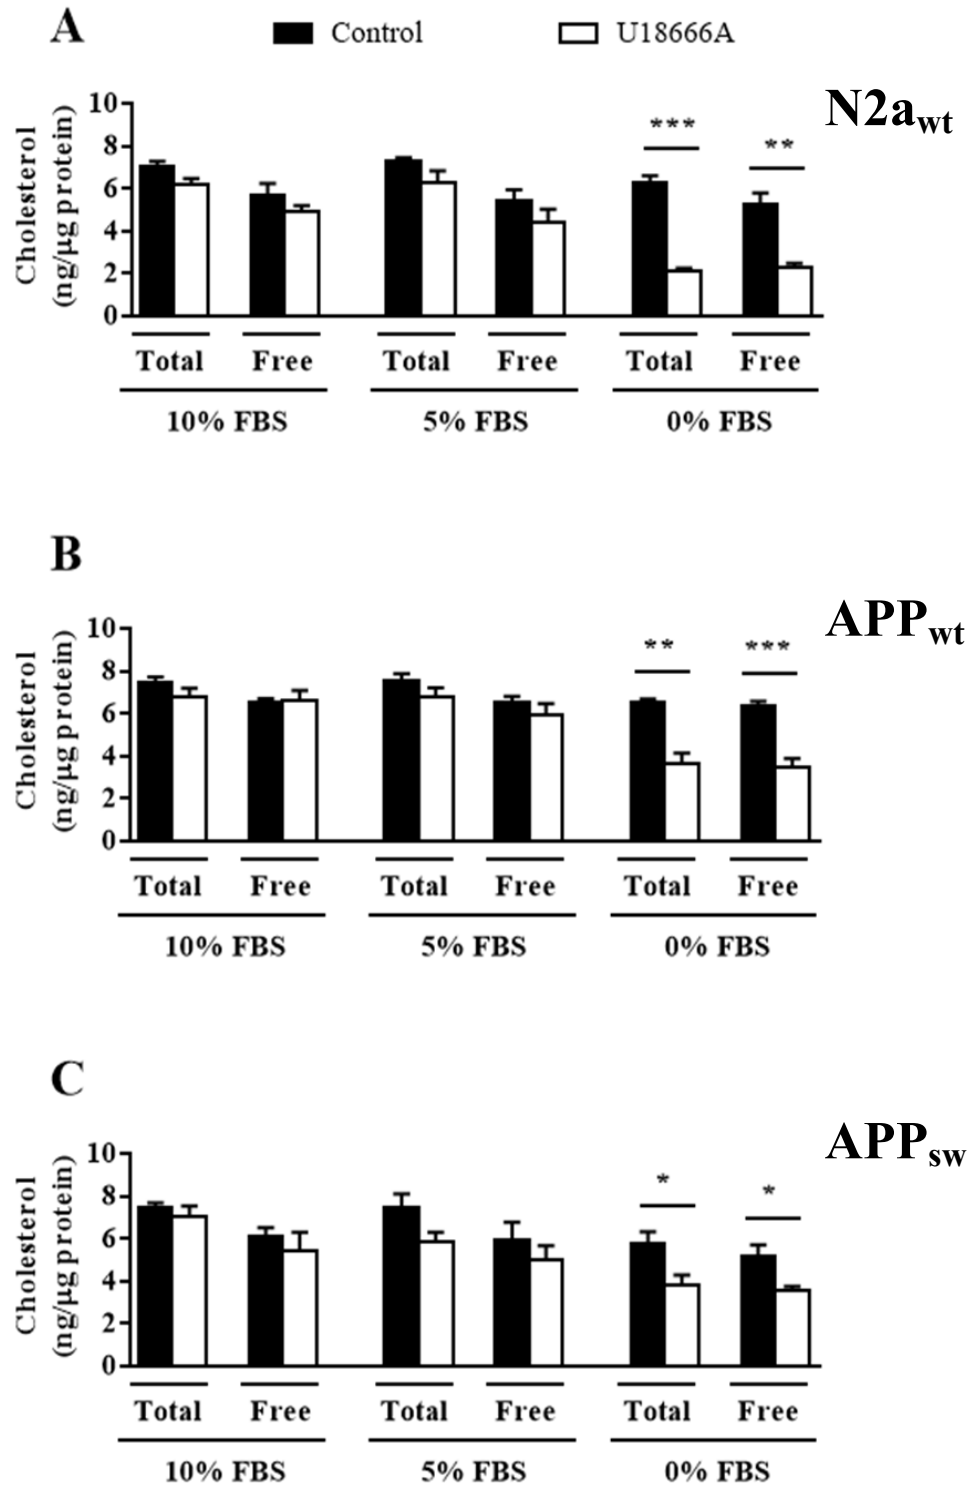 A
Control U18666A
N2awt
Cholesterol
(ng/µg protein)
10
8
6
4
2
0
*** **
Total Free Total Free Total Free
10% FBS 5% FBS 0% FBS
B
APPwt
Cholesterol
(ng/µg protein)
10
8
6
4
2
0
** ***
Total Free Total Free Total Free
10% FBS 5% FBS 0% FBS
C
APPsw
Cholesterol
(ng/µg protein)
10
8
6
4
2
0
* *
Total Free Total Free Total Free
10% FBS 5% FBS 0% FBS